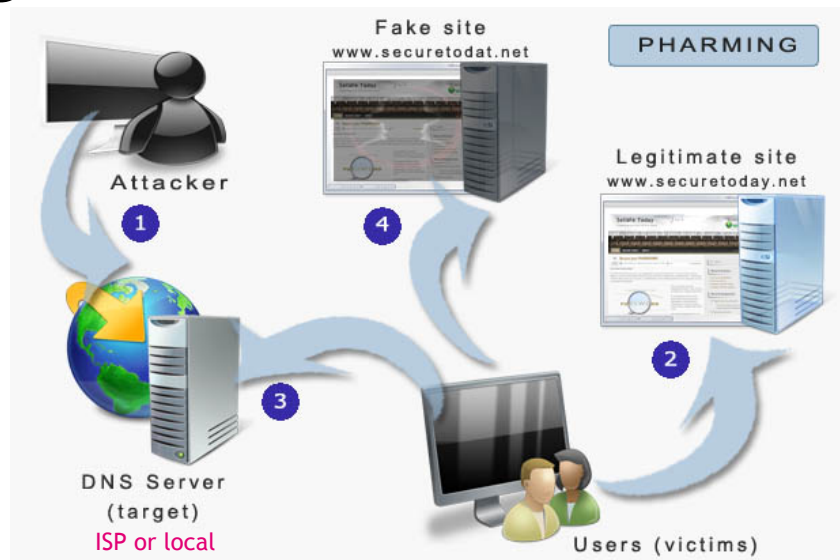 Fake site
www.securetodat.net
PHARMING
Attacker
Legitimate site
www.securetoday.net
1
4
2
3
DNS Server
(target)
ISP or local
Users (victims)